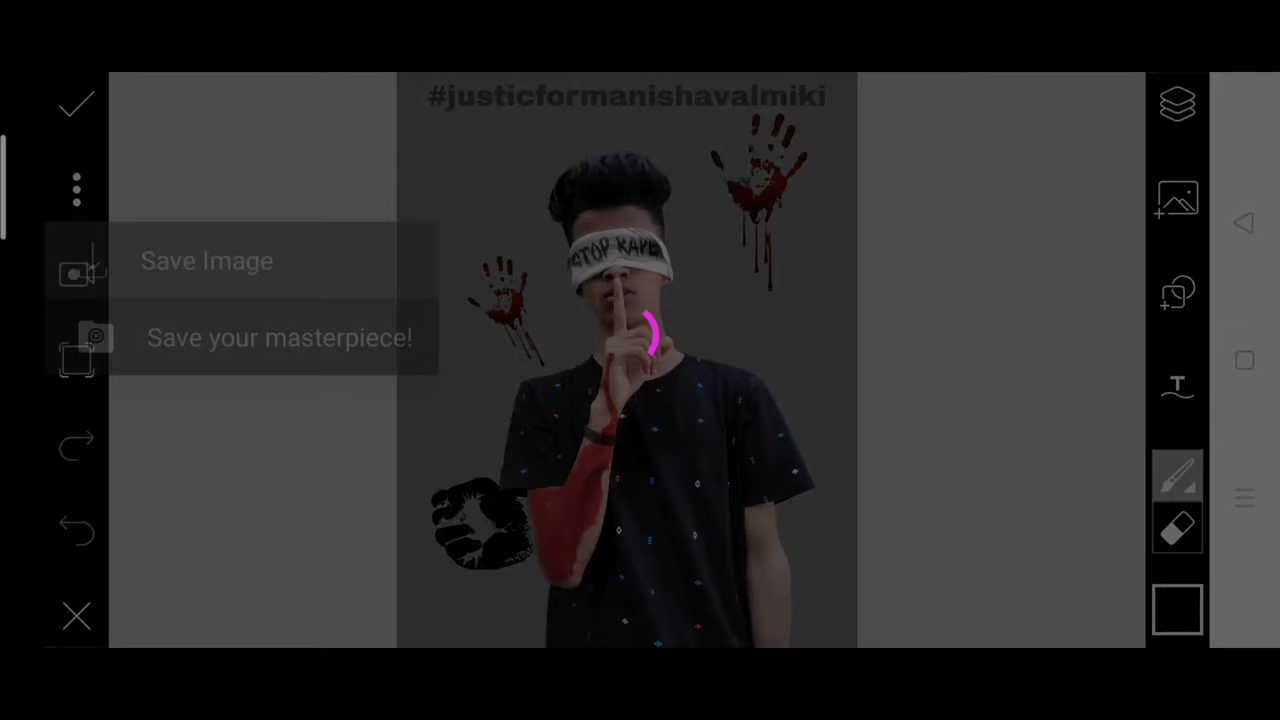 #justicformanishavalmiki
STOP RAPE
Save Image
Save your masterpiece!
T